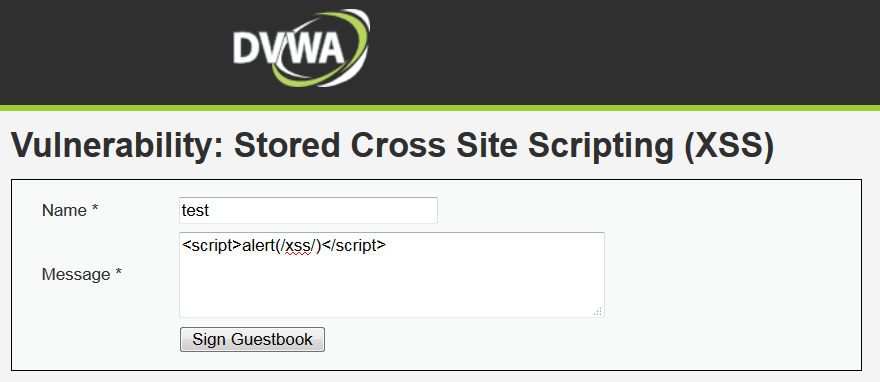 DVWA
Vulnerability: Stored Cross Site Scripting (XSS)
Name * test
<script>alert(/xss/)</script>
Message *
Sign Guestbook